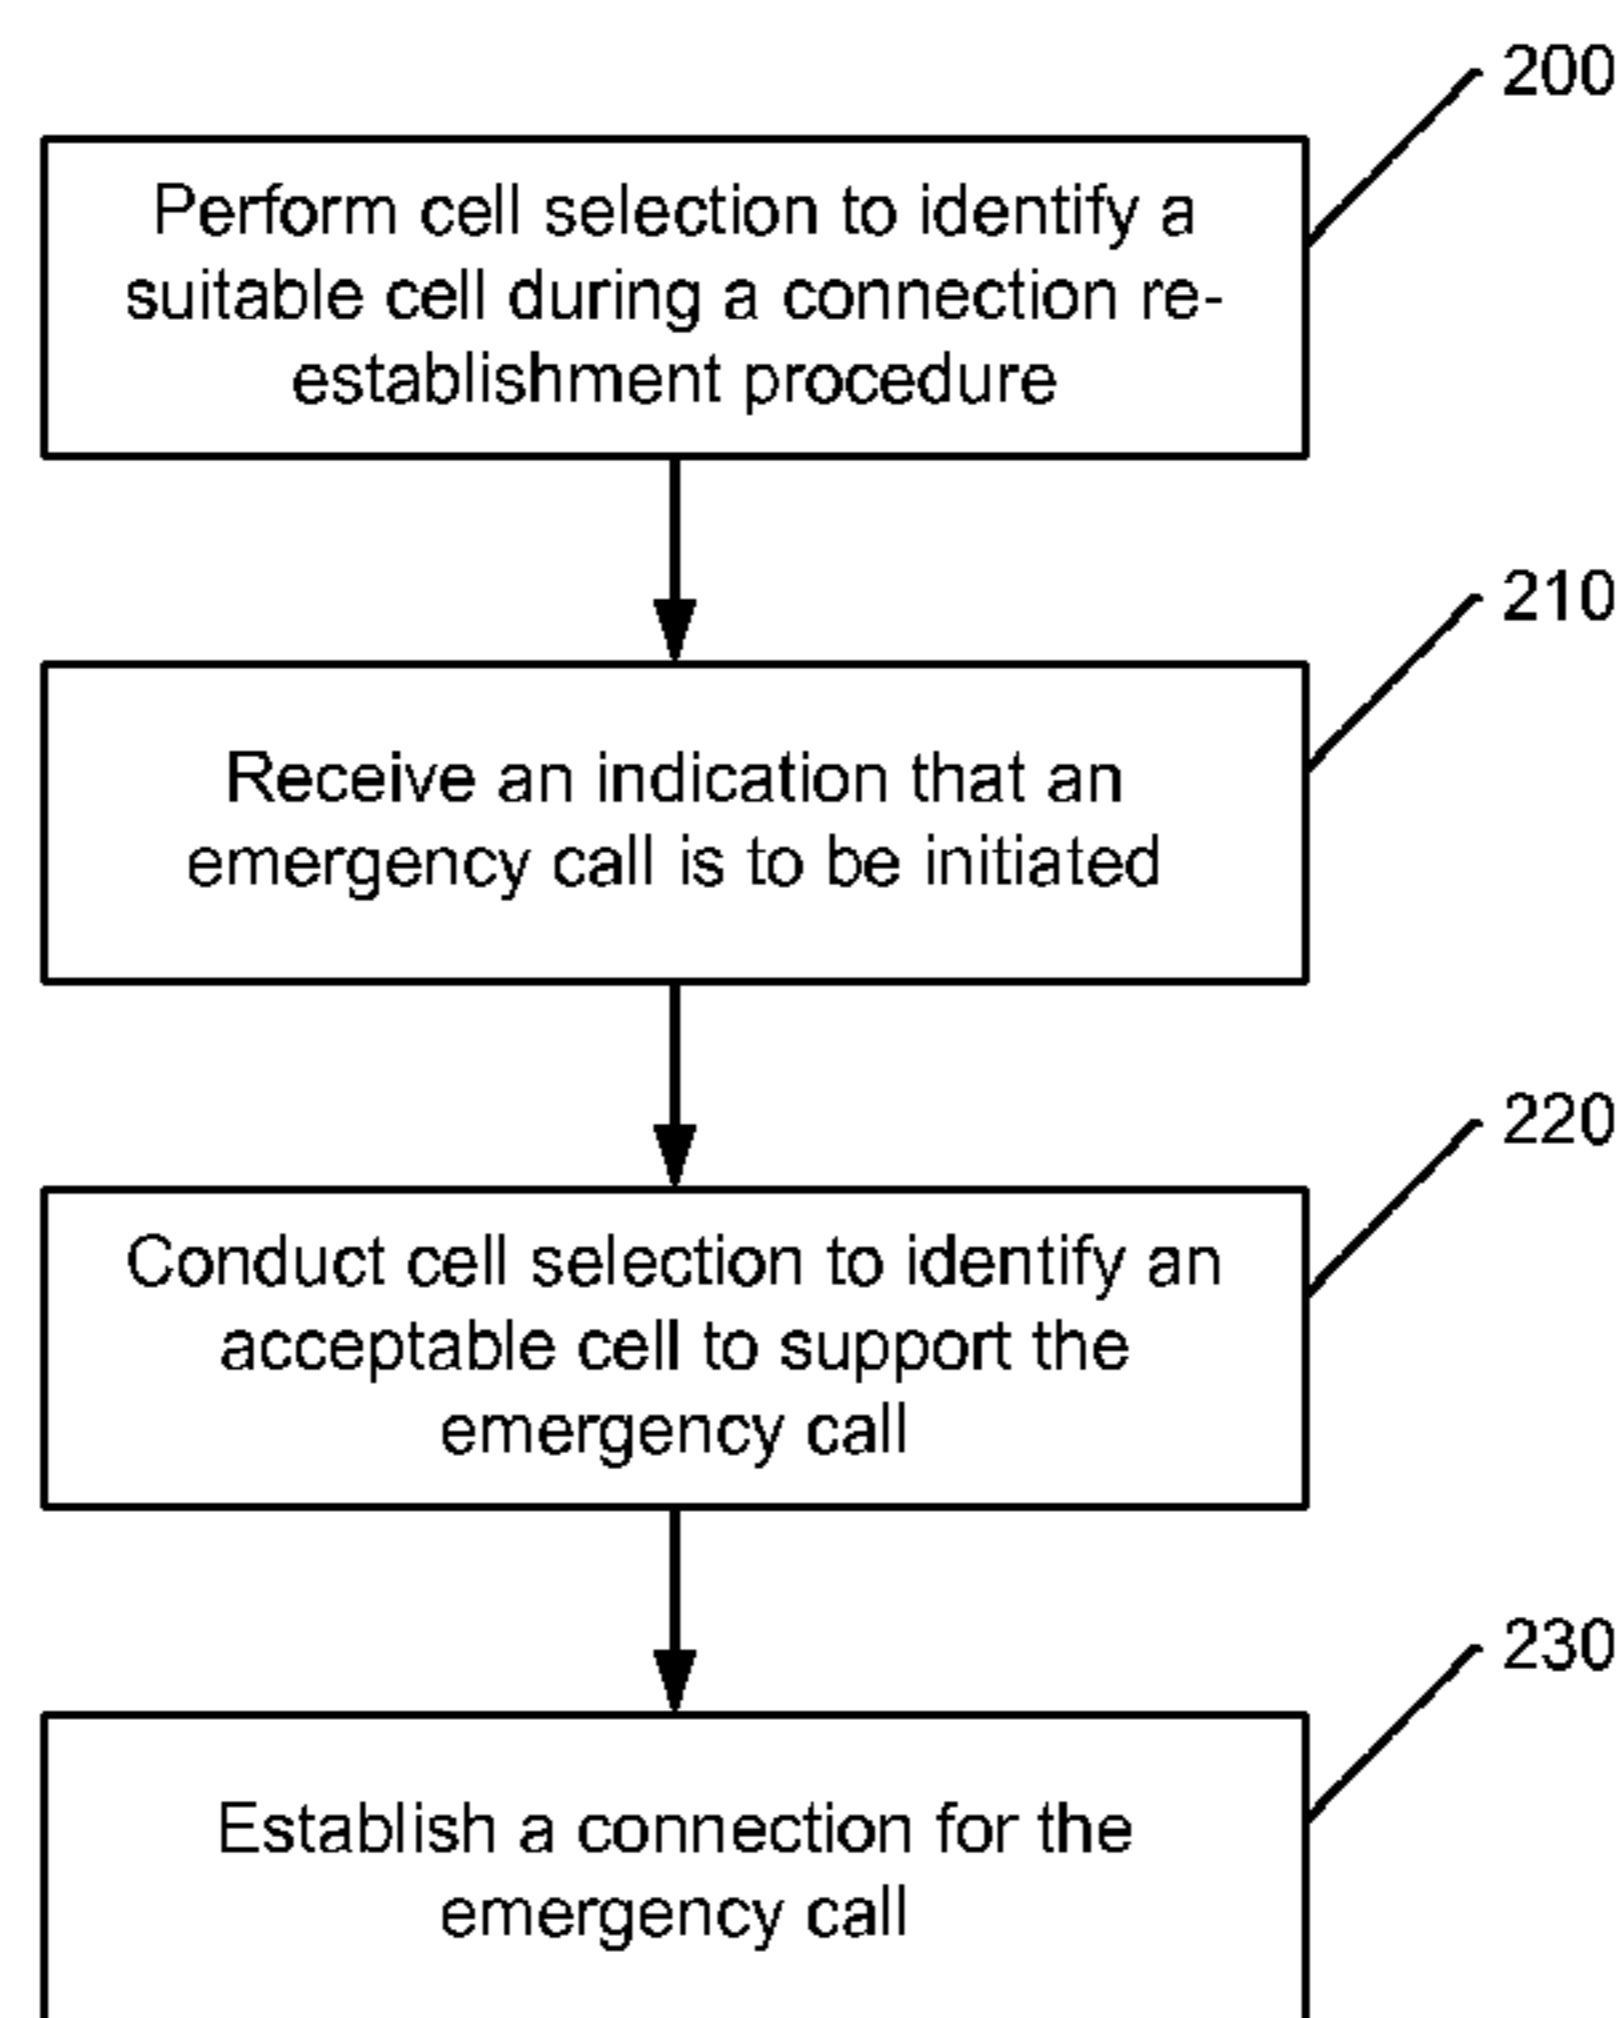 200
Perform cell selection to identify a
suitable cell during a connection re-
establishment procedure
210
Receive an indication that an
emergency call is to be initiated
220
Conduct cell selection to identify an
acceptable cell to support the
emergency call
230
Establish a connection for the
emergency call